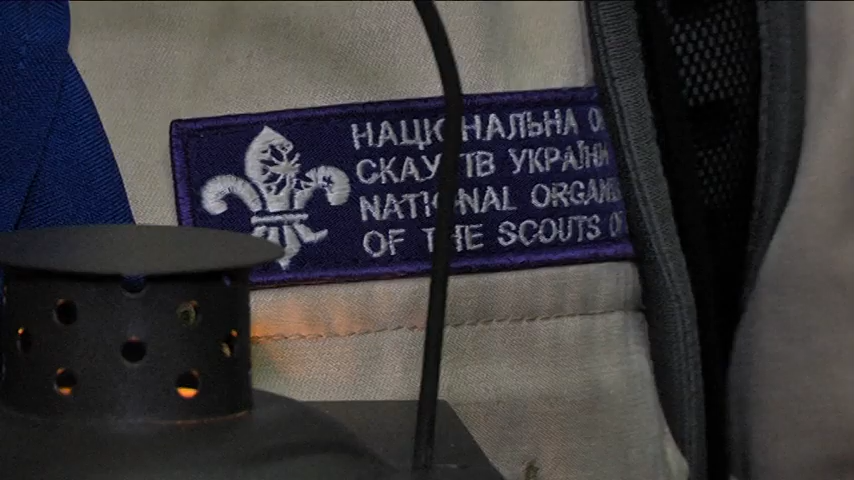 НАЦІОНАЛЬНА
СКАУТІВ УКРАЇНИ
NATIONAL
OF THE SCOUTS